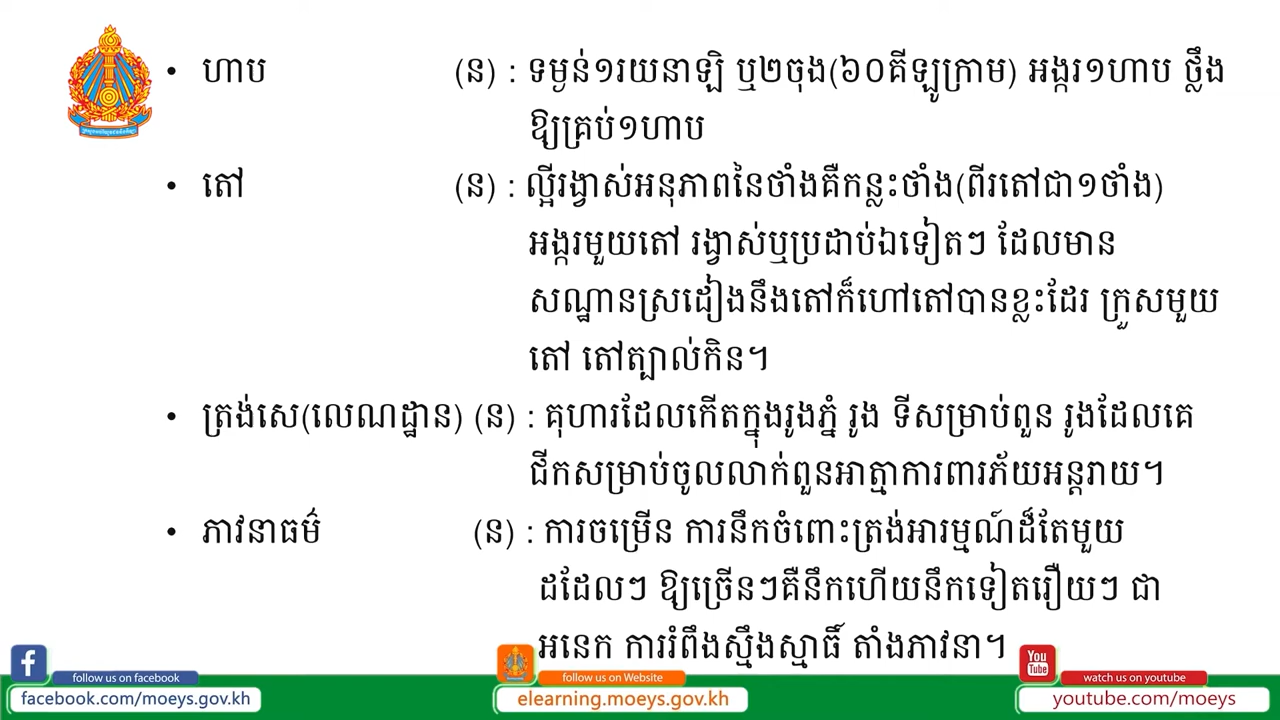 • ហាប (ន) : ទម្ងន់១រយនាឡិ ឬ២ចុង(៦០គីឡូក្រាម) អង្ករ១ហាប ថ្លឹង
ឱ្យគ្រប់១ហាប
• តៅ (ន) : ល្អីរង្វាស់អនុភាពនៃថាំងគឺកន្លះថាំង(ពីរតៅជា១ថាំង)
អង្ករមួយតៅ រង្វាស់ឬប្រដាប់ឯទៀតៗ ដែលមាន
សណ្ឋានស្រដៀងនឹងតៅក៏ហៅតៅបានខ្លះដែរ ក្រួសមួយ
តៅ តៅត្បាល់កិន។
• ត្រង់សេ(លេណដ្ឋាន) (ន) : គុហារដែលកើតក្នុងរូងភ្នំ រូង ទីសម្រាប់ពួន រូងដែលគេ
ជីកសម្រាប់ចូលលាក់ពួនអាត្មាការពារភ័យអន្តរាយ។
• ភាវនាធម៌ (ន) : ការចម្រើន ការនឹកចំពោះត្រង់អារម្មណ៍ដ៏តែមួយ
ដដែលៗ ឱ្យច្រើនៗគឺនឹកហើយនឹកទៀតរឿយៗ ជា
អនេក ការរំពឹងស្មឹងស្មាធិ៍ តាំងភាវនា។
follow us on facebook
facebook.com/moeys.gov.kh
follow us on Website
elearning.moeys.gov.kh
You
Tube
watch us on youtube
youtube.com/moeys